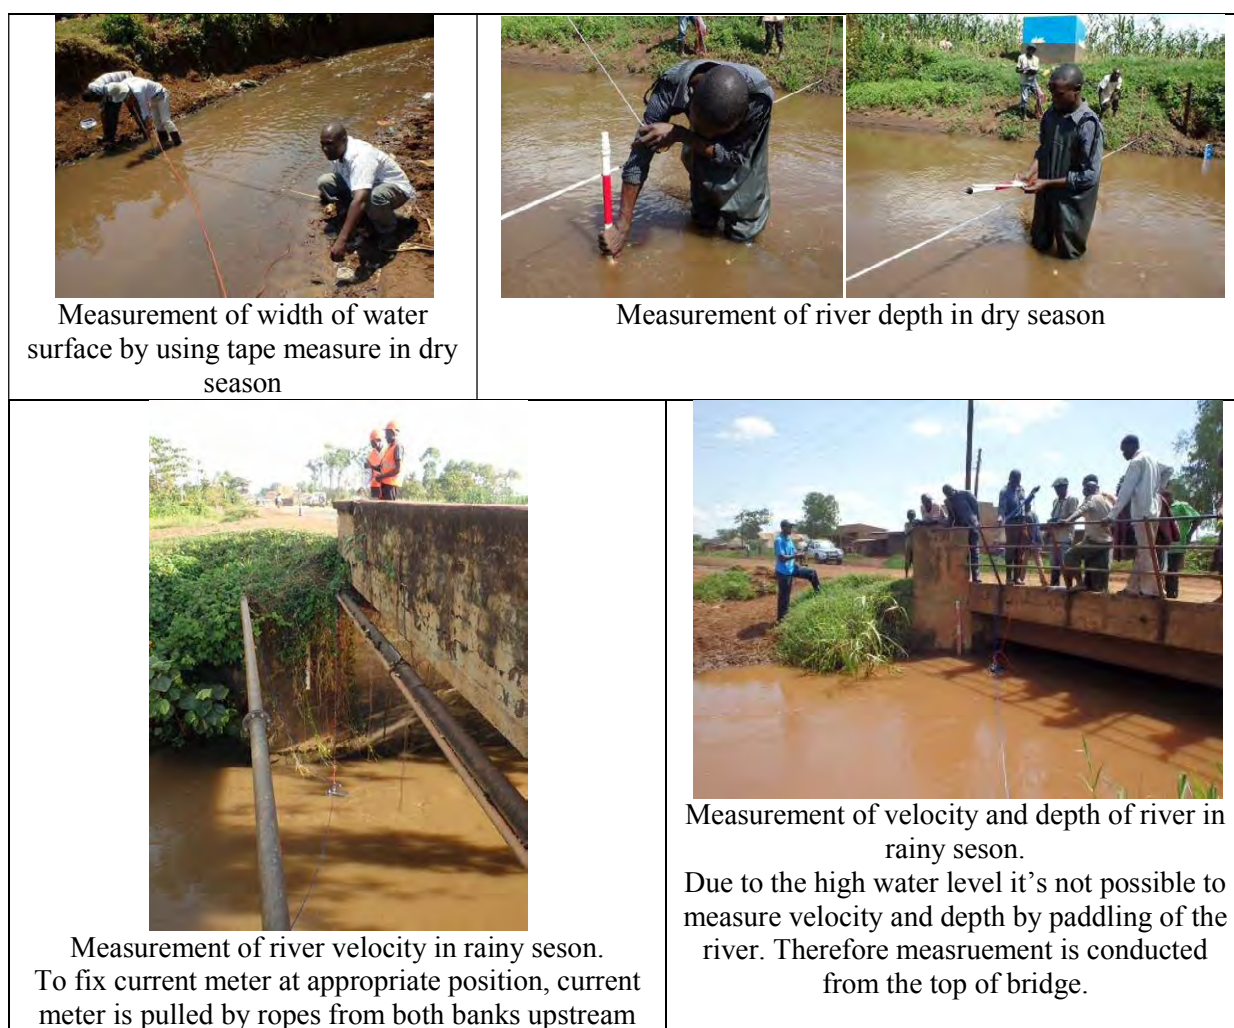 Measurement of width of water
surface by using tape measure in dry
season
Measurement of river depth in dry season
Measurement of river velocity in rainy seson.
To fix current meter at appropriate position, current
meter is pulled by ropes from both banks upstream
Measurement of velocity and depth of river in
rainy seson.
Due to the high water level it’s not possible to
measure velocity and depth by paddling of the
river. Therefore measruement is conducted
from the top of bridge.